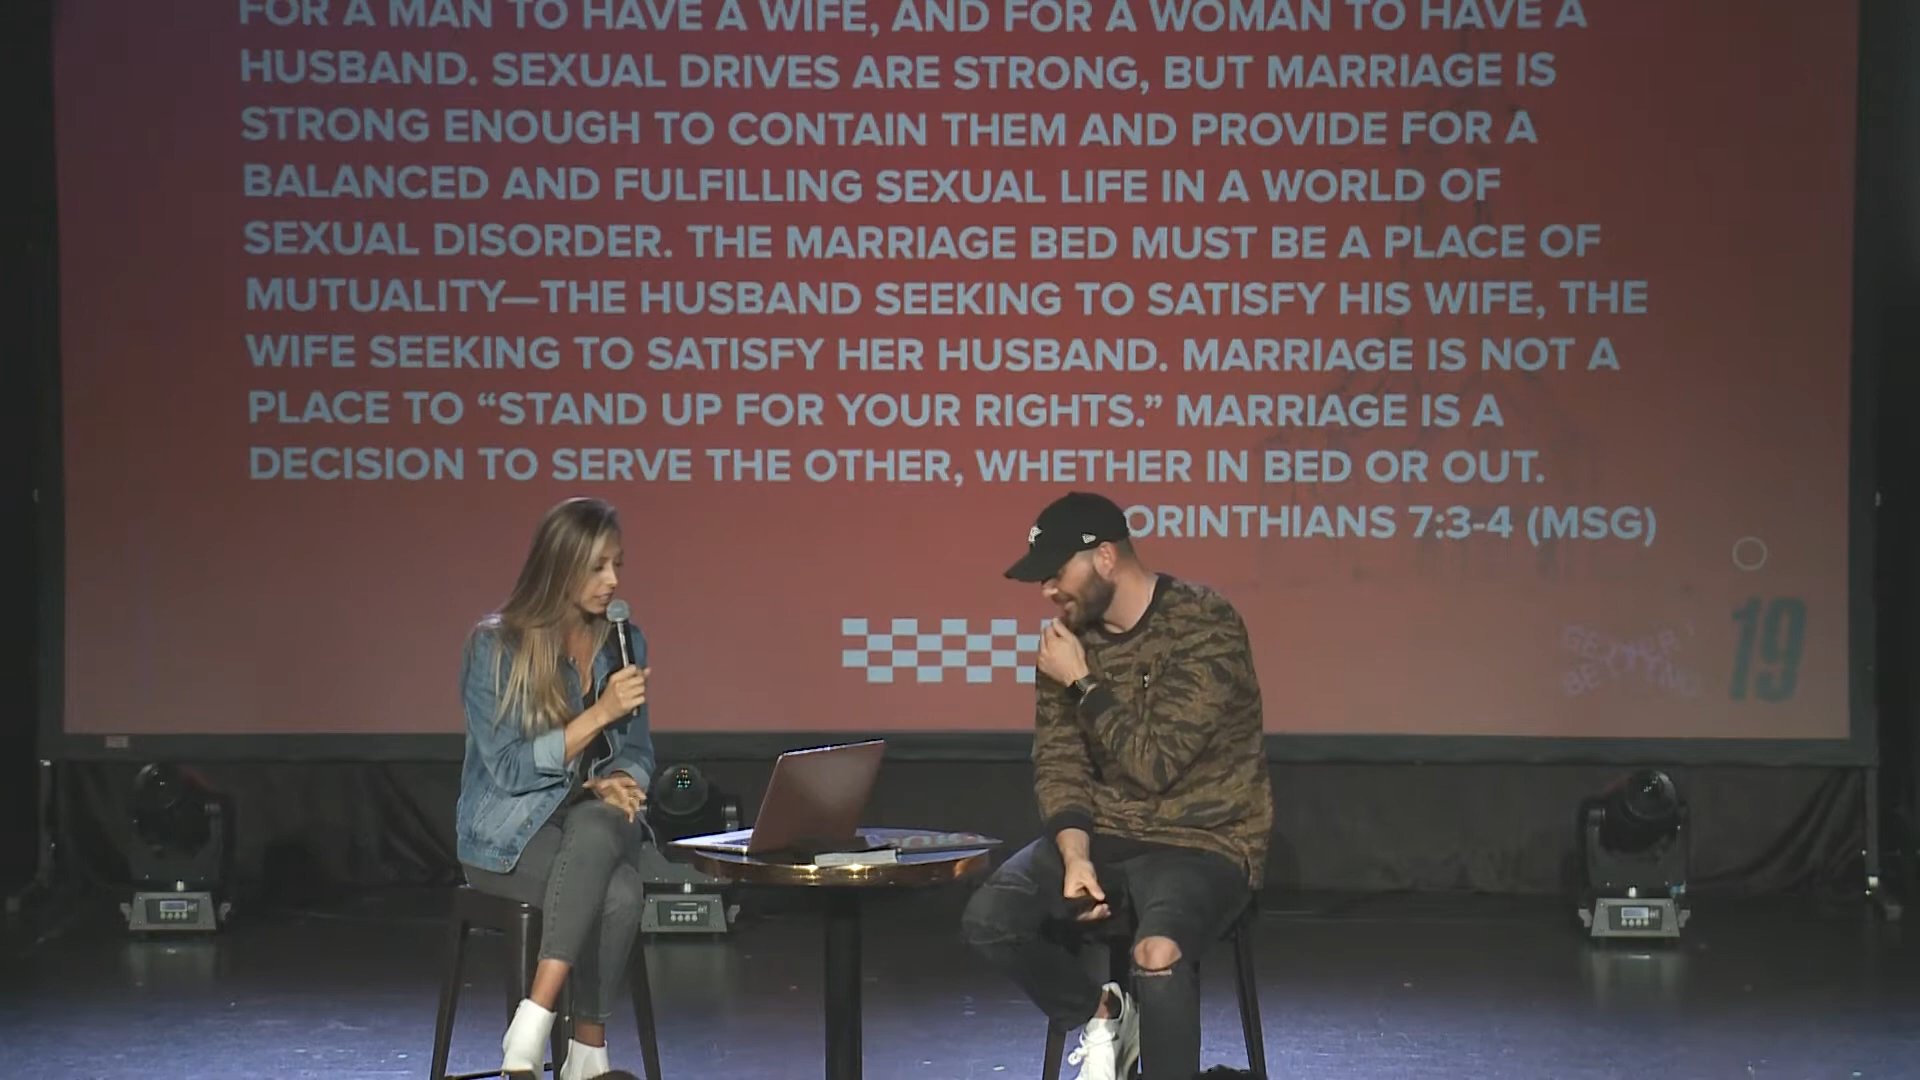 FOR A MAN TO HAVE A WIFE, AND FOR A WOMAN TO HAVE A
HUSBAND. SEXUAL DRIVES ARE STRONG, BUT MARRIAGE IS
STRONG ENOUGH TO CONTAIN THEM AND PROVIDE FOR A
BALANCED AND FULFILLING SEXUAL LIFE IN A WORLD OF
SEXUAL DISORDER. THE MARRIAGE BED MUST BE A PLACE OF
MUTUALITY—THE HUSBAND SEEKING TO SATISFY HIS WIFE, THE
WIFE SEEKING TO SATISFY HER HUSBAND. MARRIAGE IS NOT A
PLACE TO “STAND UP FOR YOUR RIGHTS.” MARRIAGE IS A
DECISION TO SERVE THE OTHER, WHETHER IN BED OR OUT.
ORINTHIANS 7:3-4 (MSG)
19